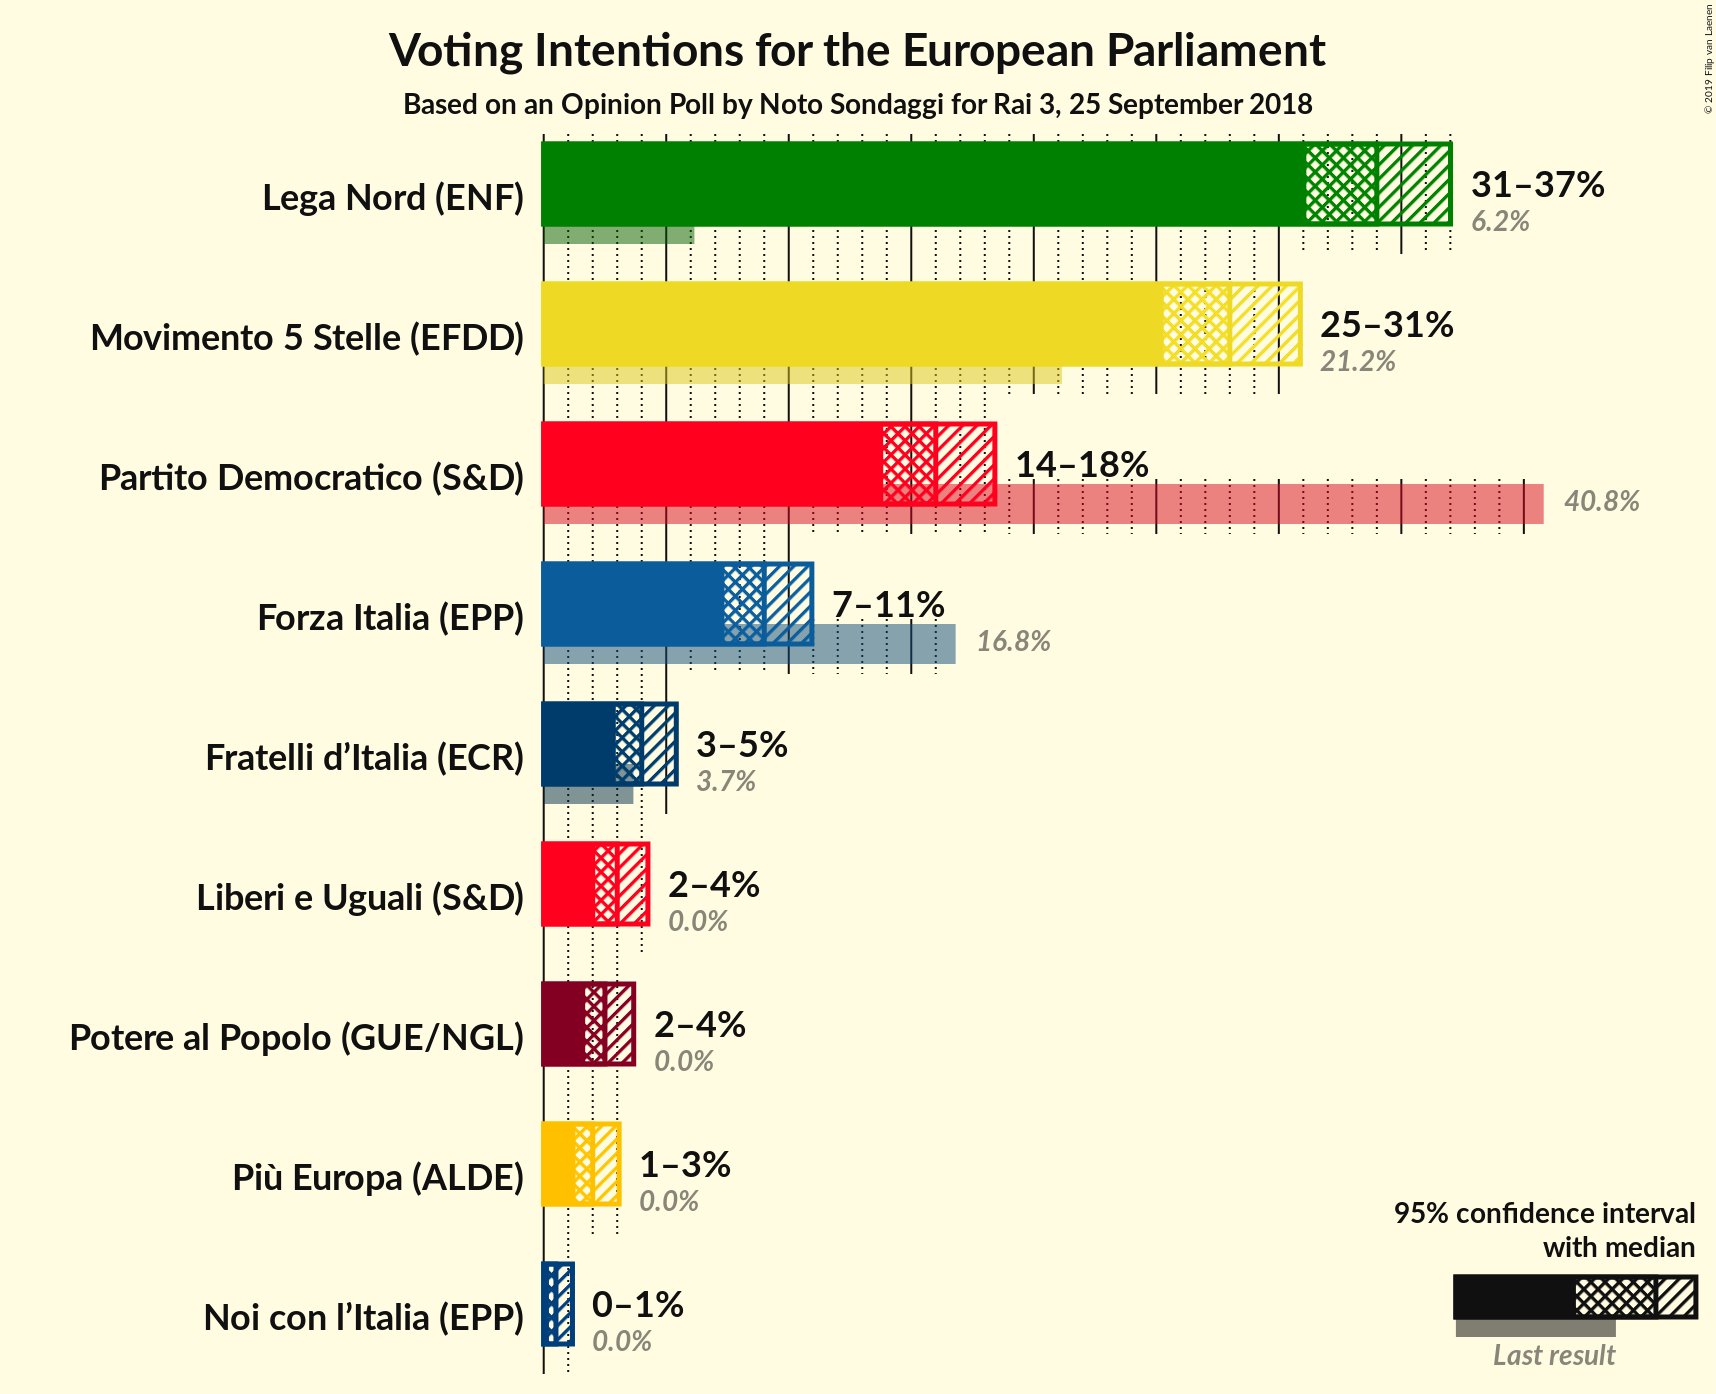 Voting Intentions for the European Parliament
Based on an Opinion Poll by Noto Sondaggi for Rai 3, 25 September 2018
© 2019 Filip van Laenen
Lega Nord (ENF)
31–37%
6.2%
Movimento 5 Stelle (EFDD)
25–31%
21.2%
Partito Democratico (S&D)
14–18%
40.8%
Forza Italia (EPP)
7–11%
16.8%
Fratelli d’Italia (ECR)
3–5%
3.7%
Liberi e Uguali (S&D)
2–4%
0.0%
Potere al Popolo (GUE/NGL)
2–4%
0.0%
Più Europa (ALDE)
1–3%
0.0%
Noi con l’Italia (EPP)
0–1%
0.0%
95% confidence interval
with median
Last result